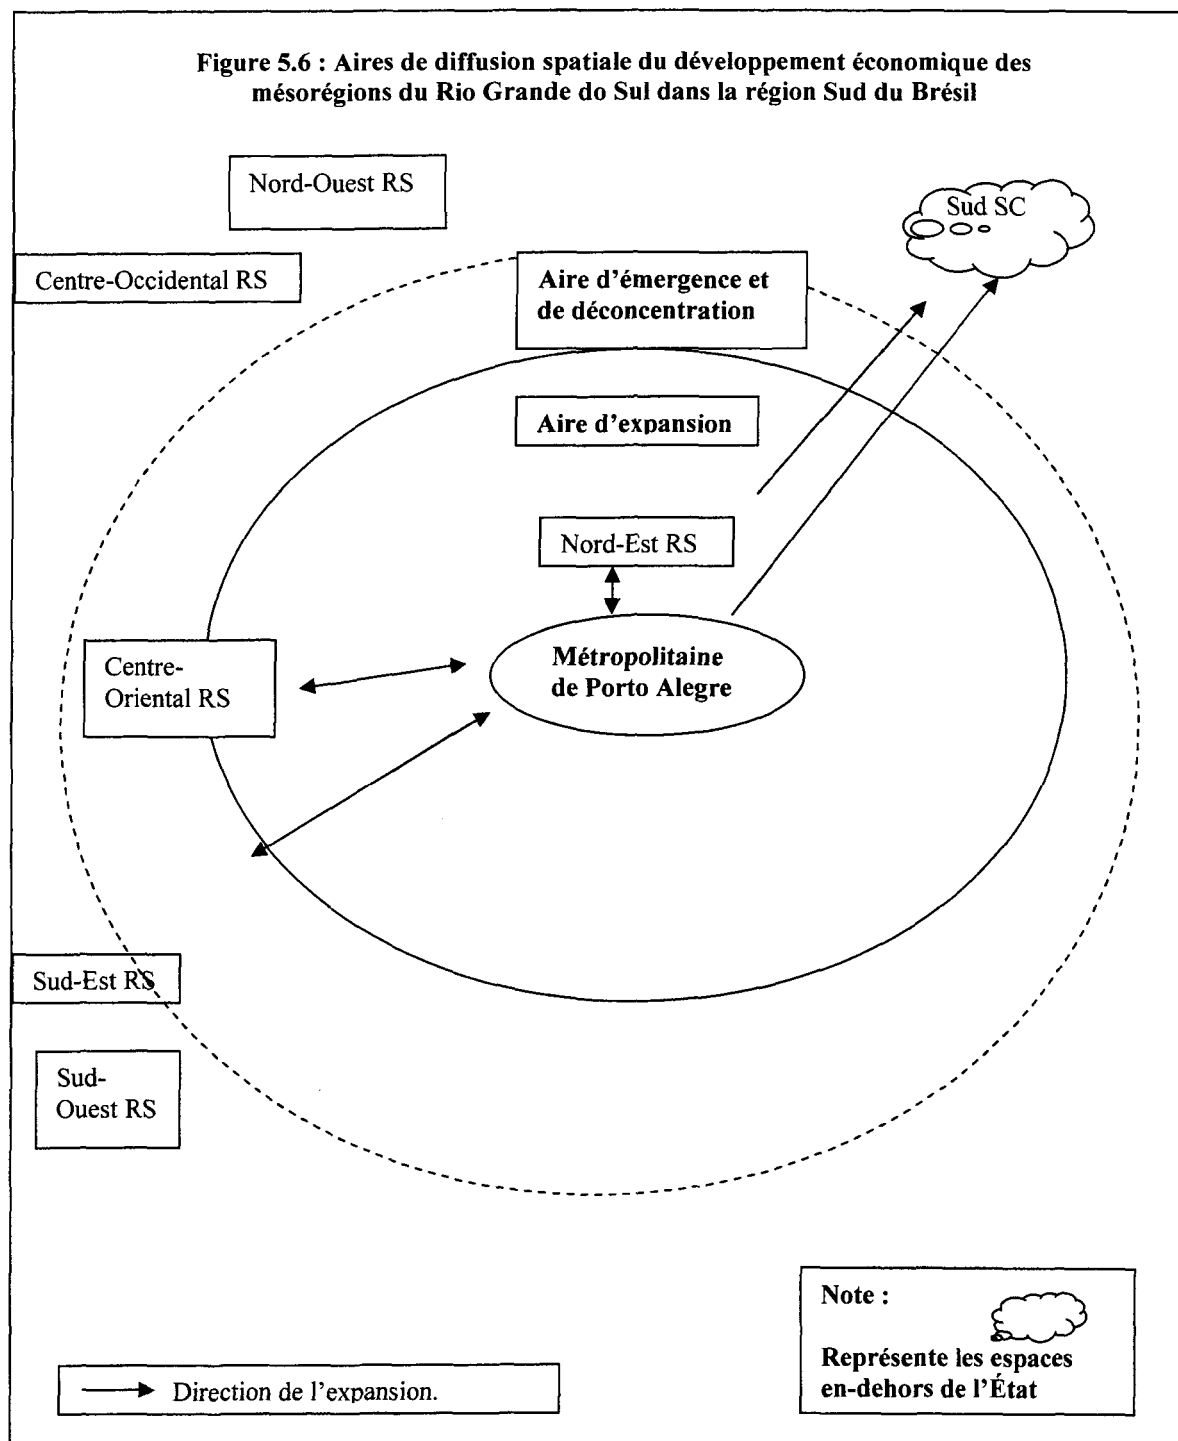 Figure 5.6 : Aires de diffusion spatiale du développement économique des
mésorégions du Rio Grande do Sul dans la région Sud du Brésil
Nord-Ouest RS
Sud SC
Centre-Occidental RS
Aire d'émergence et
de déconcentration
Aire d'expansion
Nord-Est RS
Centre-
Oriental RS
Métropolitaine
de Porto Alegre
Sud-Est RS
Sud-
Ouest RS
Note :
Représente les espaces
en-dehors de l'État
Direction de l'expansion.